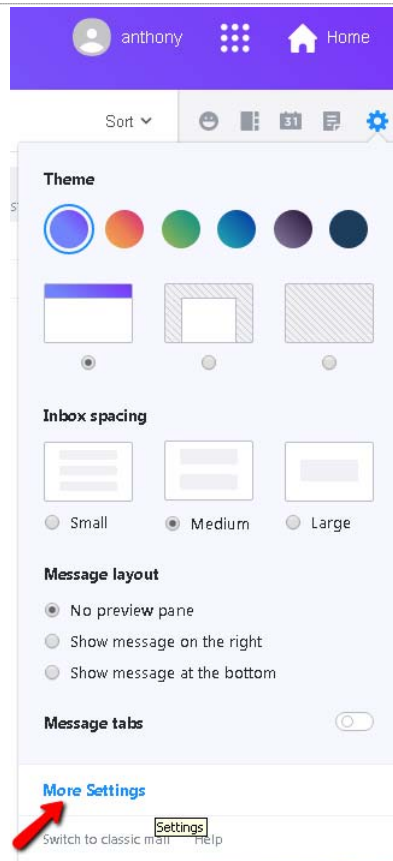 anthony Home
Sort 31
Theme
Inbox spacing
Small Medium Large
Message layout
No preview pane
Show message on the right
Show message at the bottom
Message tabs
More Settings
Settings
Switch to classic mail Help